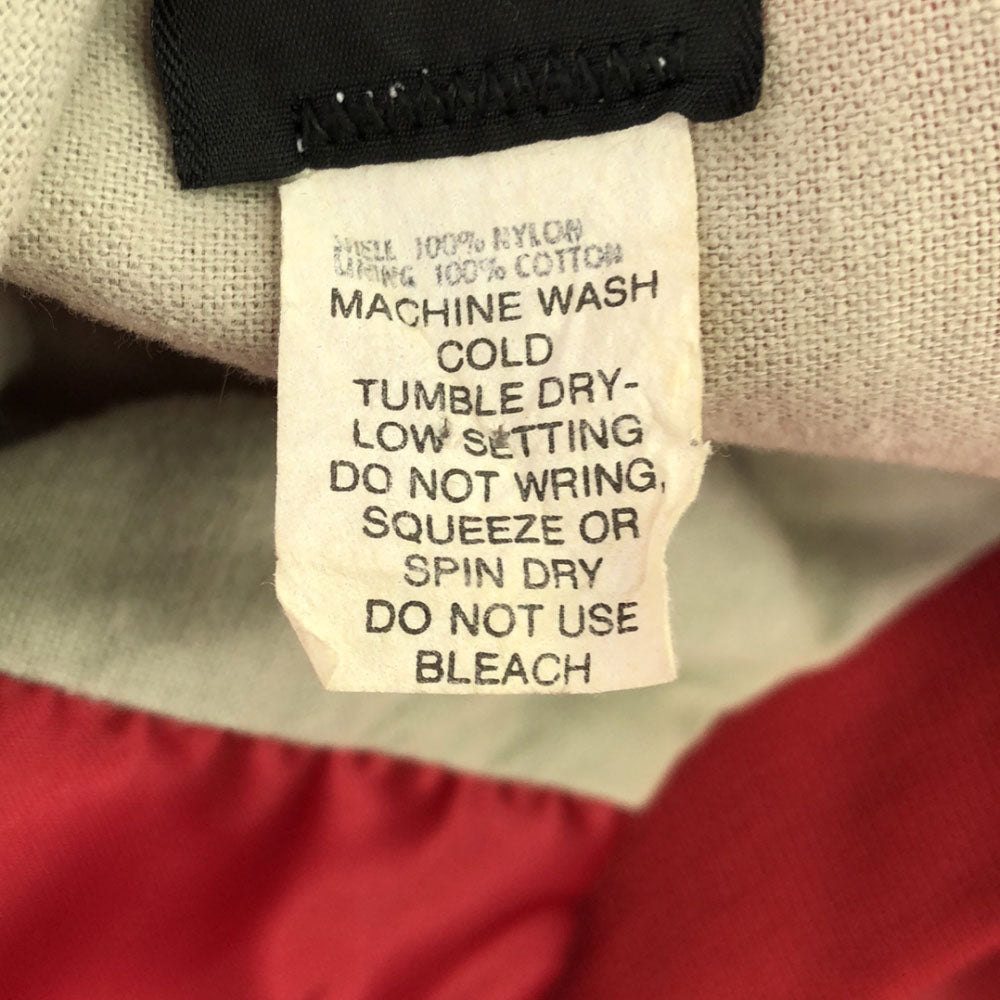 SHELL 100% NYLON
LINING 100% COTTON
MACHINE WASH
COLD
TUMBLE DRY-
LOW SETTING
DO NOT WRING,
SQUEEZE OR
SPIN DRY
DO NOT USE
BLEACH